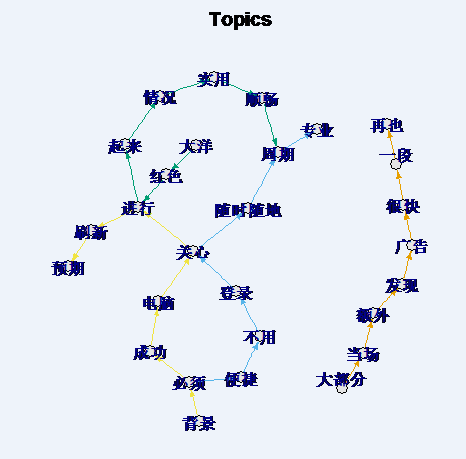 Topics
实用
情况
顺畅
再也
专业
起来
大洋
周期
一段
红色
很快
进行
随时随地
刷新
广告
关心
预期
发现
登录
电脑
额外
不用
成功
当场
必须
便捷
大部分
背景